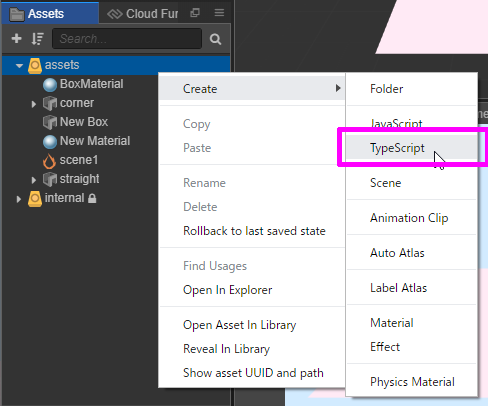 Assets
Cloud Fun
Search
assets
BoxMaterial
corner
New Box
New Material
scene1
straight
internal
Create
Copy
Paste
Rename
Delete
Rollback to last saved state
Find Usages
Open In Explorer
Open Asset In Library
Reveal In Library
Show asset UUID and path
Folder
JavaScript
TypeScript
Scene
Animation Clip
Auto Atlas
Label Atlas
Material
Effect
Physics Material